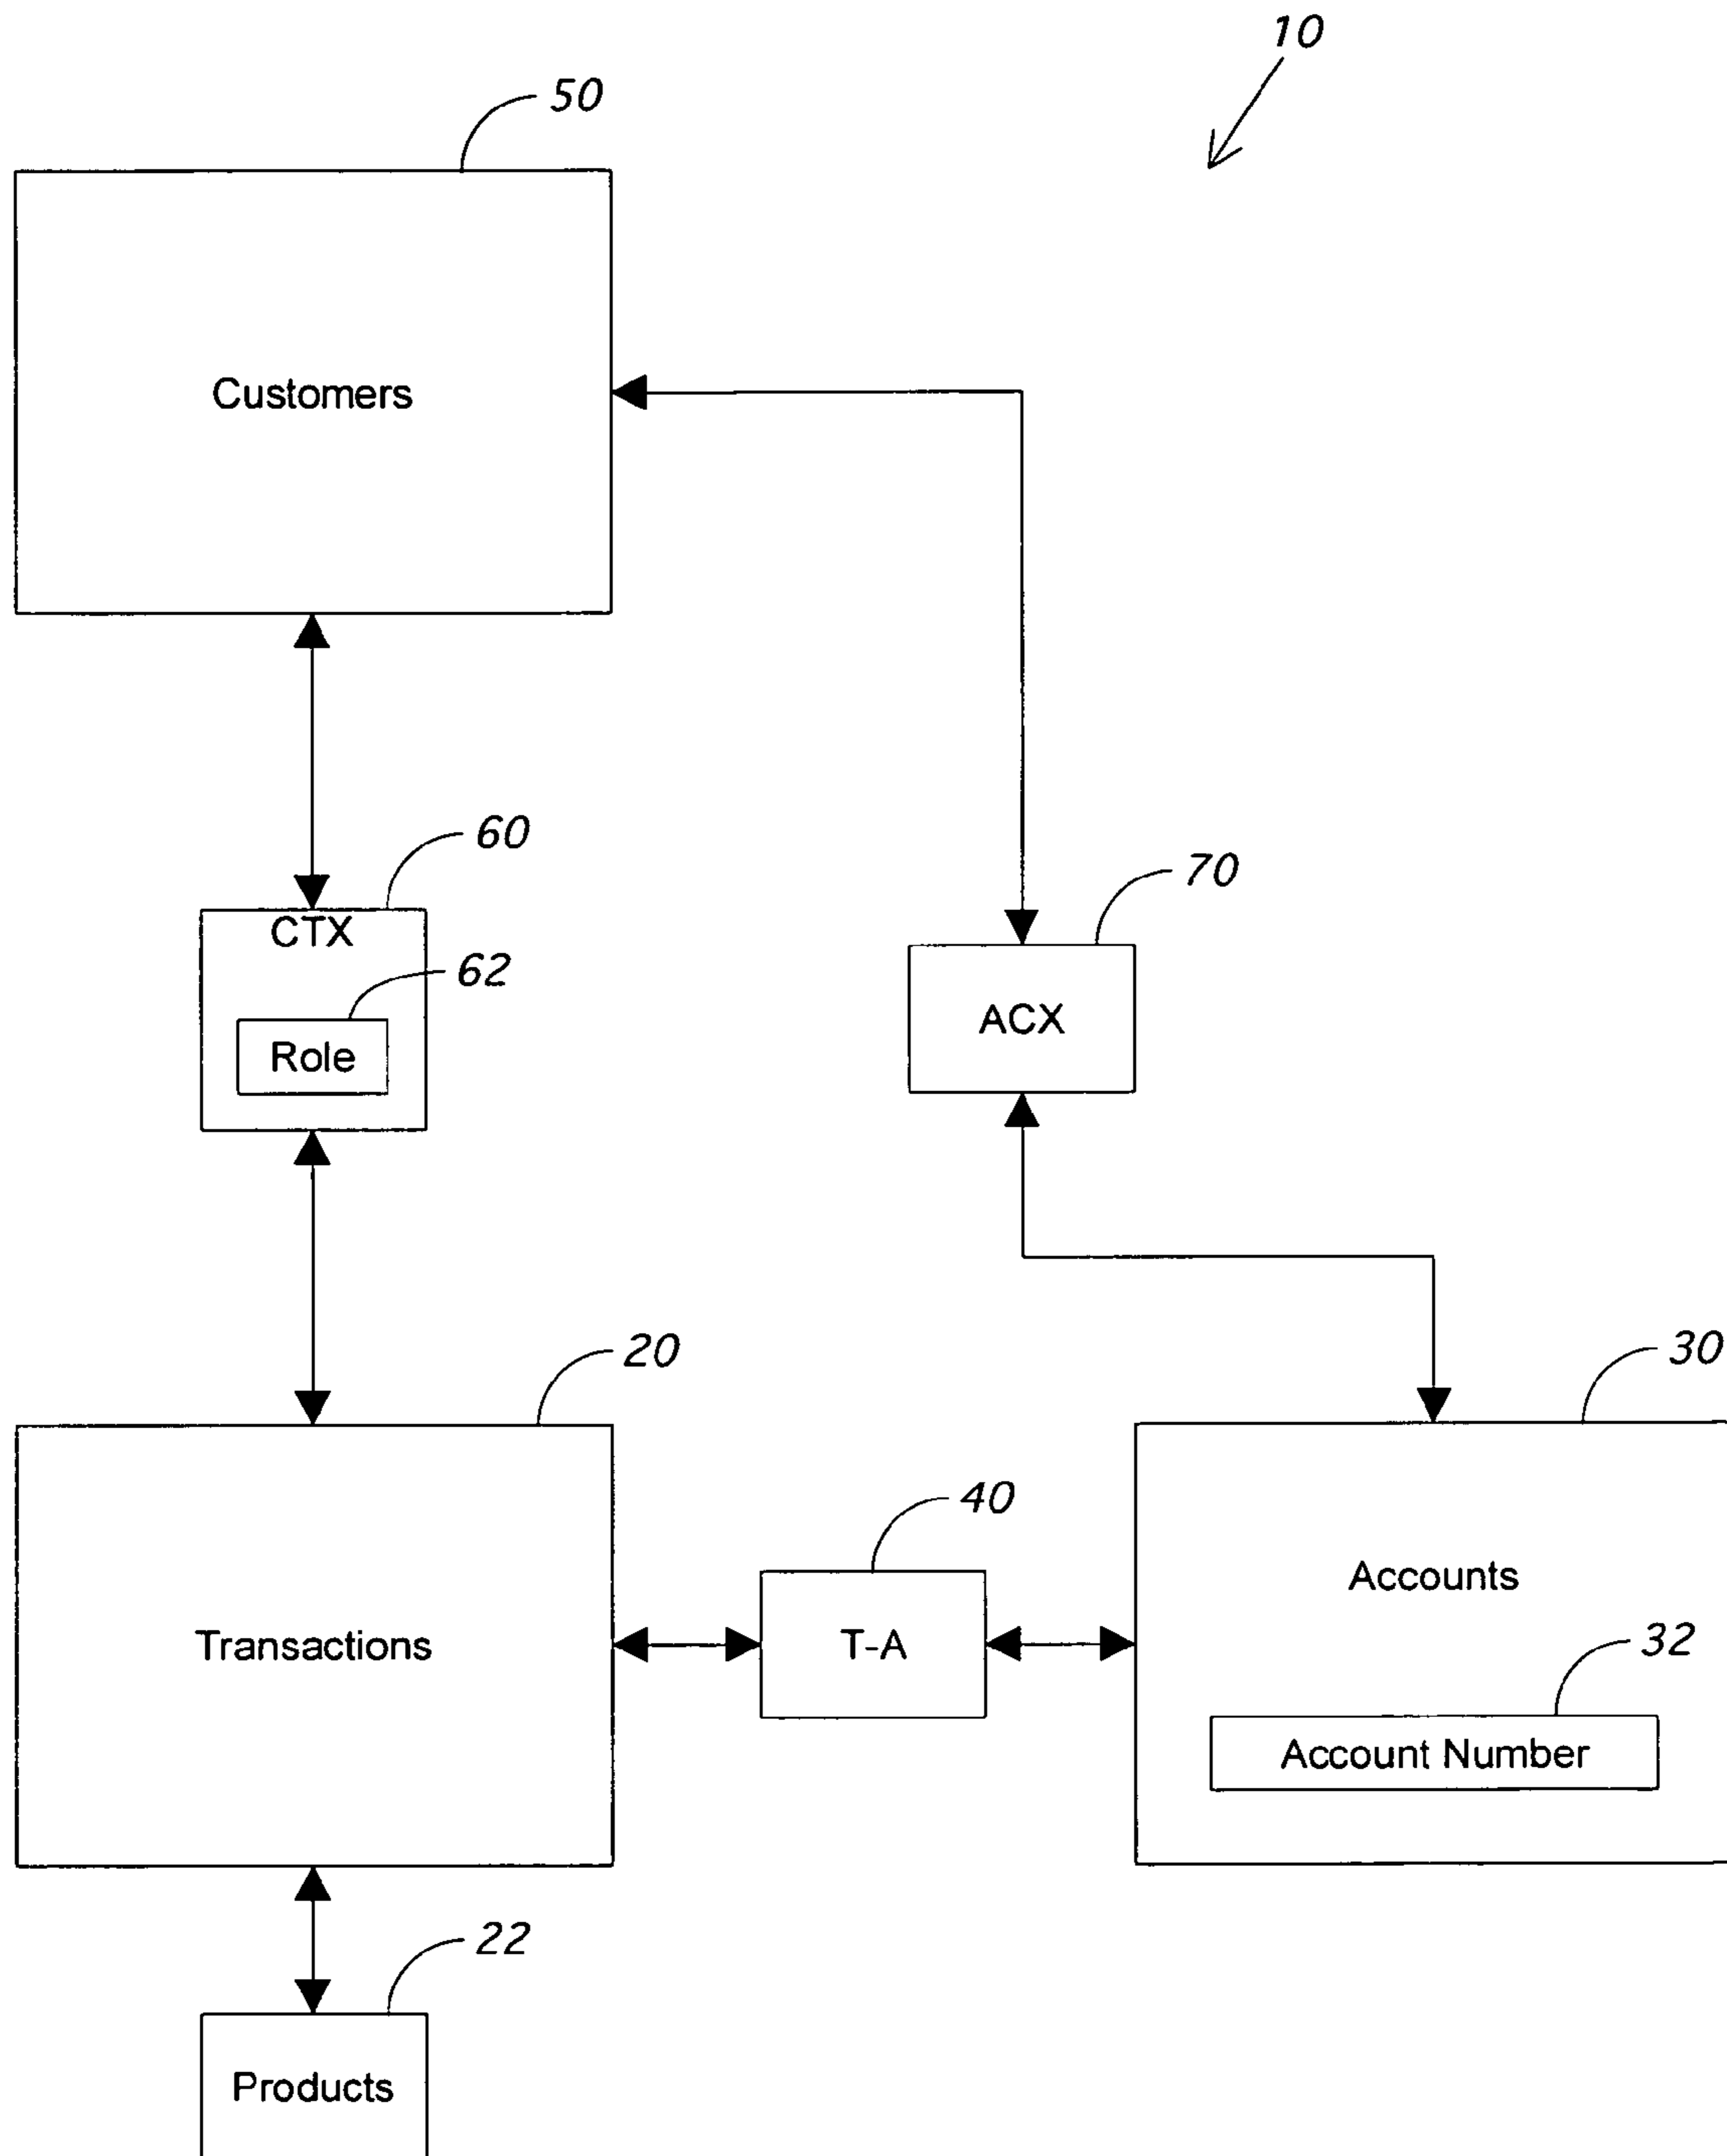 10
50
Customers
60
CTX
62
Role
70
ACX
20
Transactions
40
T-A
30
Accounts
32
Account Number
22
Products